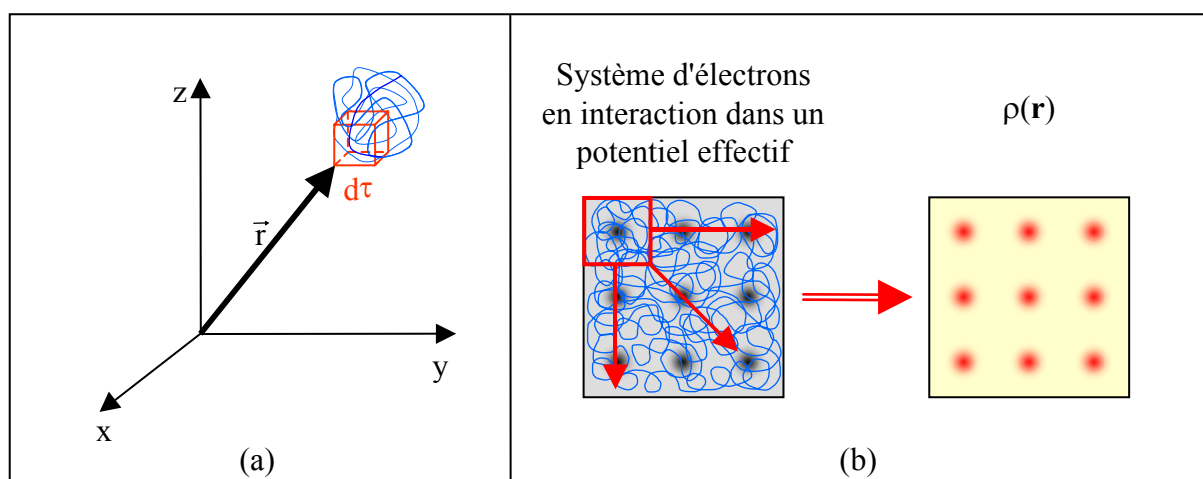 z
dτ
r
y
x
(a)
Système d'électrons
en interaction dans un
potentiel effectif
ρ(r)
(b)